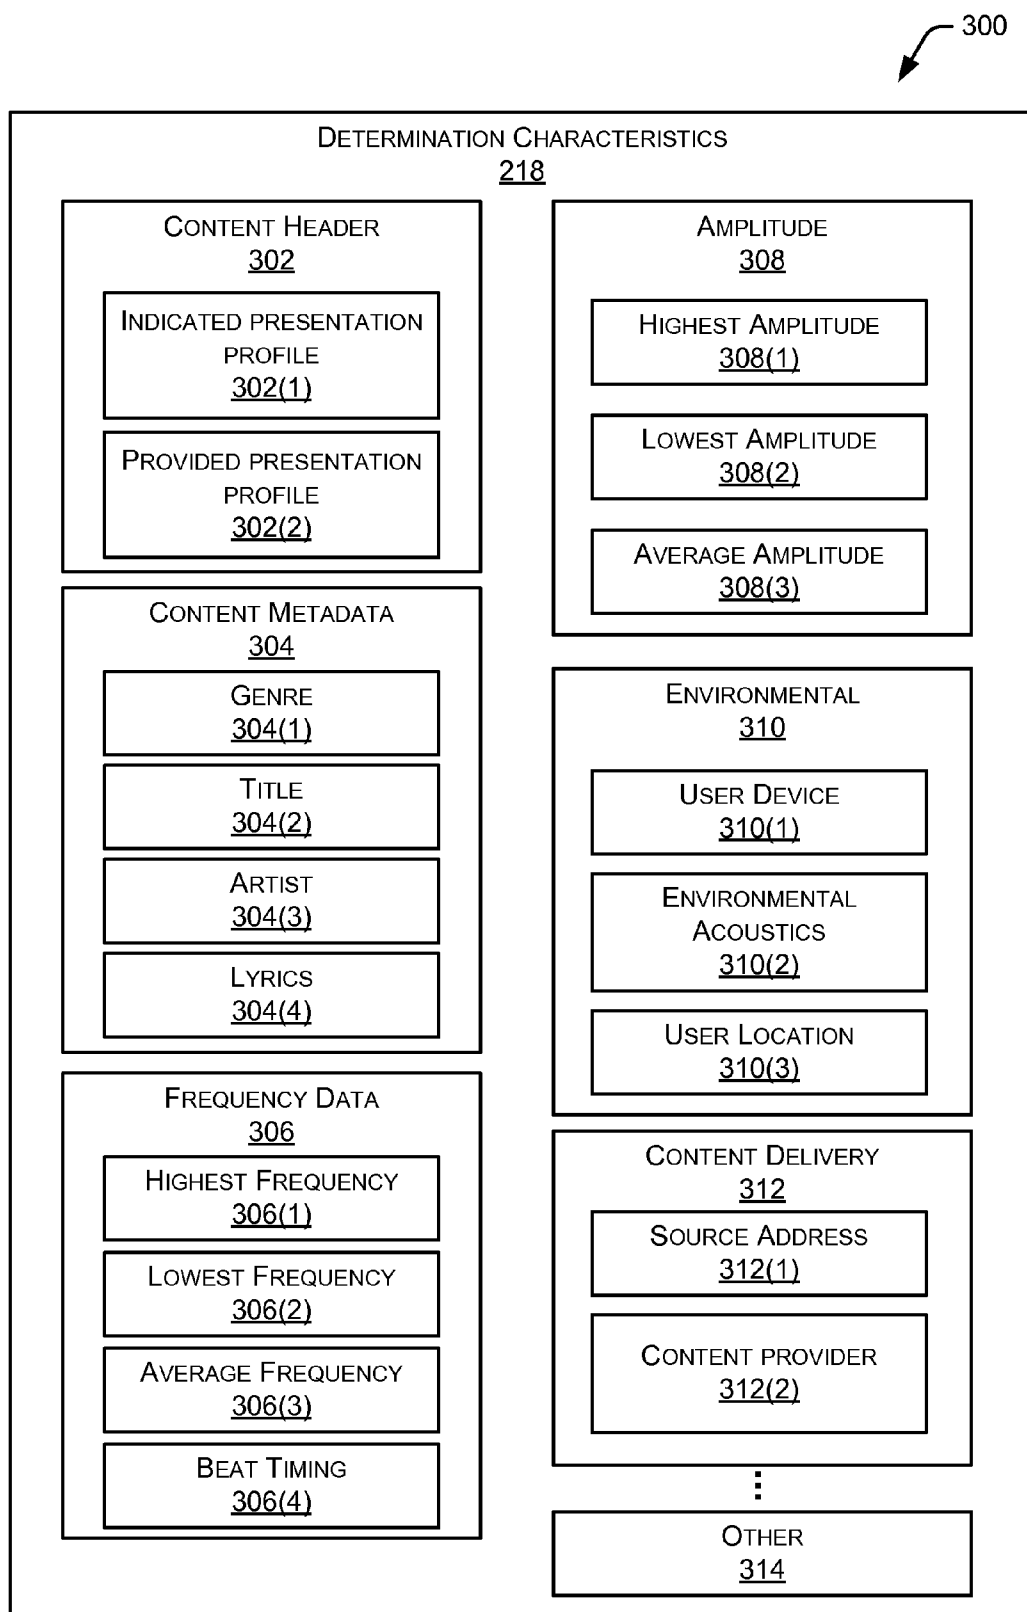 300
DETERMINATION CHARACTERISTICS
218
CONTENT HEADER
302
INDICATED PRESENTATION
PROFILE
302(1)
PROVIDED PRESENTATION
PROFILE
302(2)
CONTENT METADATA
304
GENRE
304(1)
TITLE
304(2)
ARTIST
304(3)
LYRICS
304(4)
FREQUENCY DATA
306
HIGHEST FREQUENCY
306(1)
LOWEST FREQUENCY
306(2)
AVERAGE FREQUENCY
306(3)
BEAT TIMING
306(4)
AMPLITUDE
308
HIGHEST AMPLITUDE
308(1)
LOWEST AMPLITUDE
308(2)
AVERAGE AMPLITUDE
308(3)
ENVIRONMENTAL
310
USER DEVICE
310(1)
ENVIRONMENTAL
ACOUSTICS
310(2)
USER LOCATION
310(3)
CONTENT DELIVERY
312
SOURCE ADDRESS
312(1)
CONTENT PROVIDER
312(2)
OTHER
314